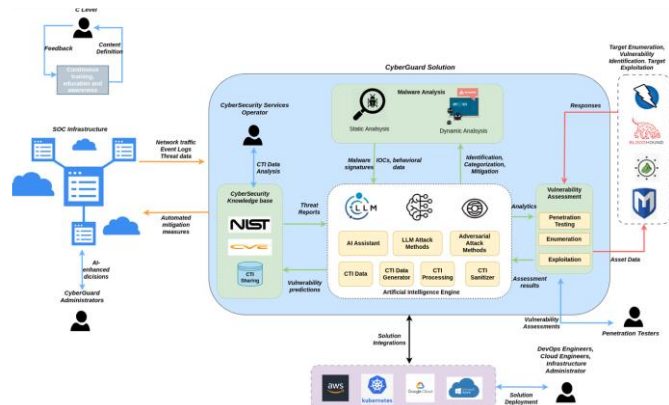 C Level
Feedback
Content
Definition
Continuous
training,
education and
awareness
SOC Infrastructure
Network traffic
Event Logs
Threat data
Automated
mitigation
measures
AI-
enhanced
decisions
CyberGuard
Administrators
CyberGuard Solution
CyberSecurity Services
Operator
CTI Data
Analysis
CyberSecurity
Knowledge base
NIST
CVE
CTI
Sharing
Malware Analysis
Static Analysis
Dynamic Analysis
Malware
signatures
IOCs, behavioral
data
Identification,
Categorization,
Mitigation
Threat
Reports
Vulnerability
predictions
LLM
AI Assistant
LLM Attack
Methods
Adversarial
Attack
Methods
CTI Data
CTI Data
Generator
CTI
Processing
CTI
Sanitizer
Artificial Intelligence Engine
Analytics
Assessment
results
Vulnerability
Assessment
Penetration
Testing
Enumeration
Exploitation
Target Enumeration,
Vulnerability
Identification, Target
Exploitation
Responses
BLOODHOUND
Asset Data
Vulnerability
Assessments
Penetration Testers
Solution
Integrations
aws
kubernetes
Google Cloud
DevOps Engineers,
Cloud Engineers,
Infrastructure
Administrator
Solution
Deployment